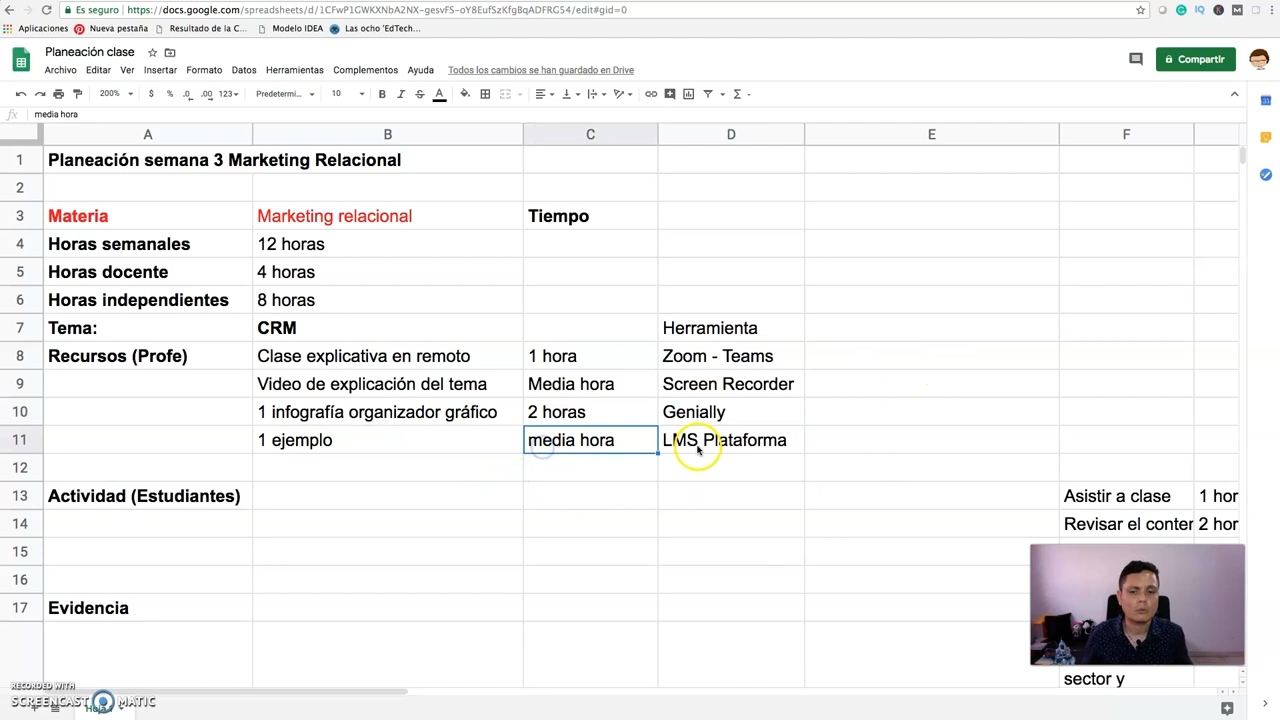 Es seguro https://docs.google.com/spreadsheets/d/1CFwP1GWKXNbA2NX-gesvFS-oY8EufSzKfgBqADFRG54/edit#gid=0
Aplicaciones Nueva pestaña Resultado de la C... Modelo IDEA Las ocho 'EdTech...
Planeación clase
Archivo Editar Ver Insertar Formato Datos Herramientas Complementos Ayuda Todos los cambios se han guardado en Drive
Compartir
200% $ % .0 .00 123 Predetermi... 10
fx media hora
A B C D E F
1 Planeación semana 3 Marketing Relacional
2
3 Materia Marketing relacional Tiempo
4 Horas semanales 12 horas
5 Horas docente 4 horas
6 Horas independientes 8 horas
7 Tema: CRM Herramienta
8 Recursos (Profe) Clase explicativa en remoto 1 hora Zoom - Teams
9 Video de explicación del tema Media hora Screen Recorder
10 1 infografía organizador gráfico 2 horas Genially
11 1 ejemplo media hora LMS Plataforma
12
13 Actividad (Estudiantes) Asistir a clase 1 hor
14 Revisar el conter 2 hor
15
16
17 Evidencia
sector y
RECORDED WITH
SCREENCAST MATIC